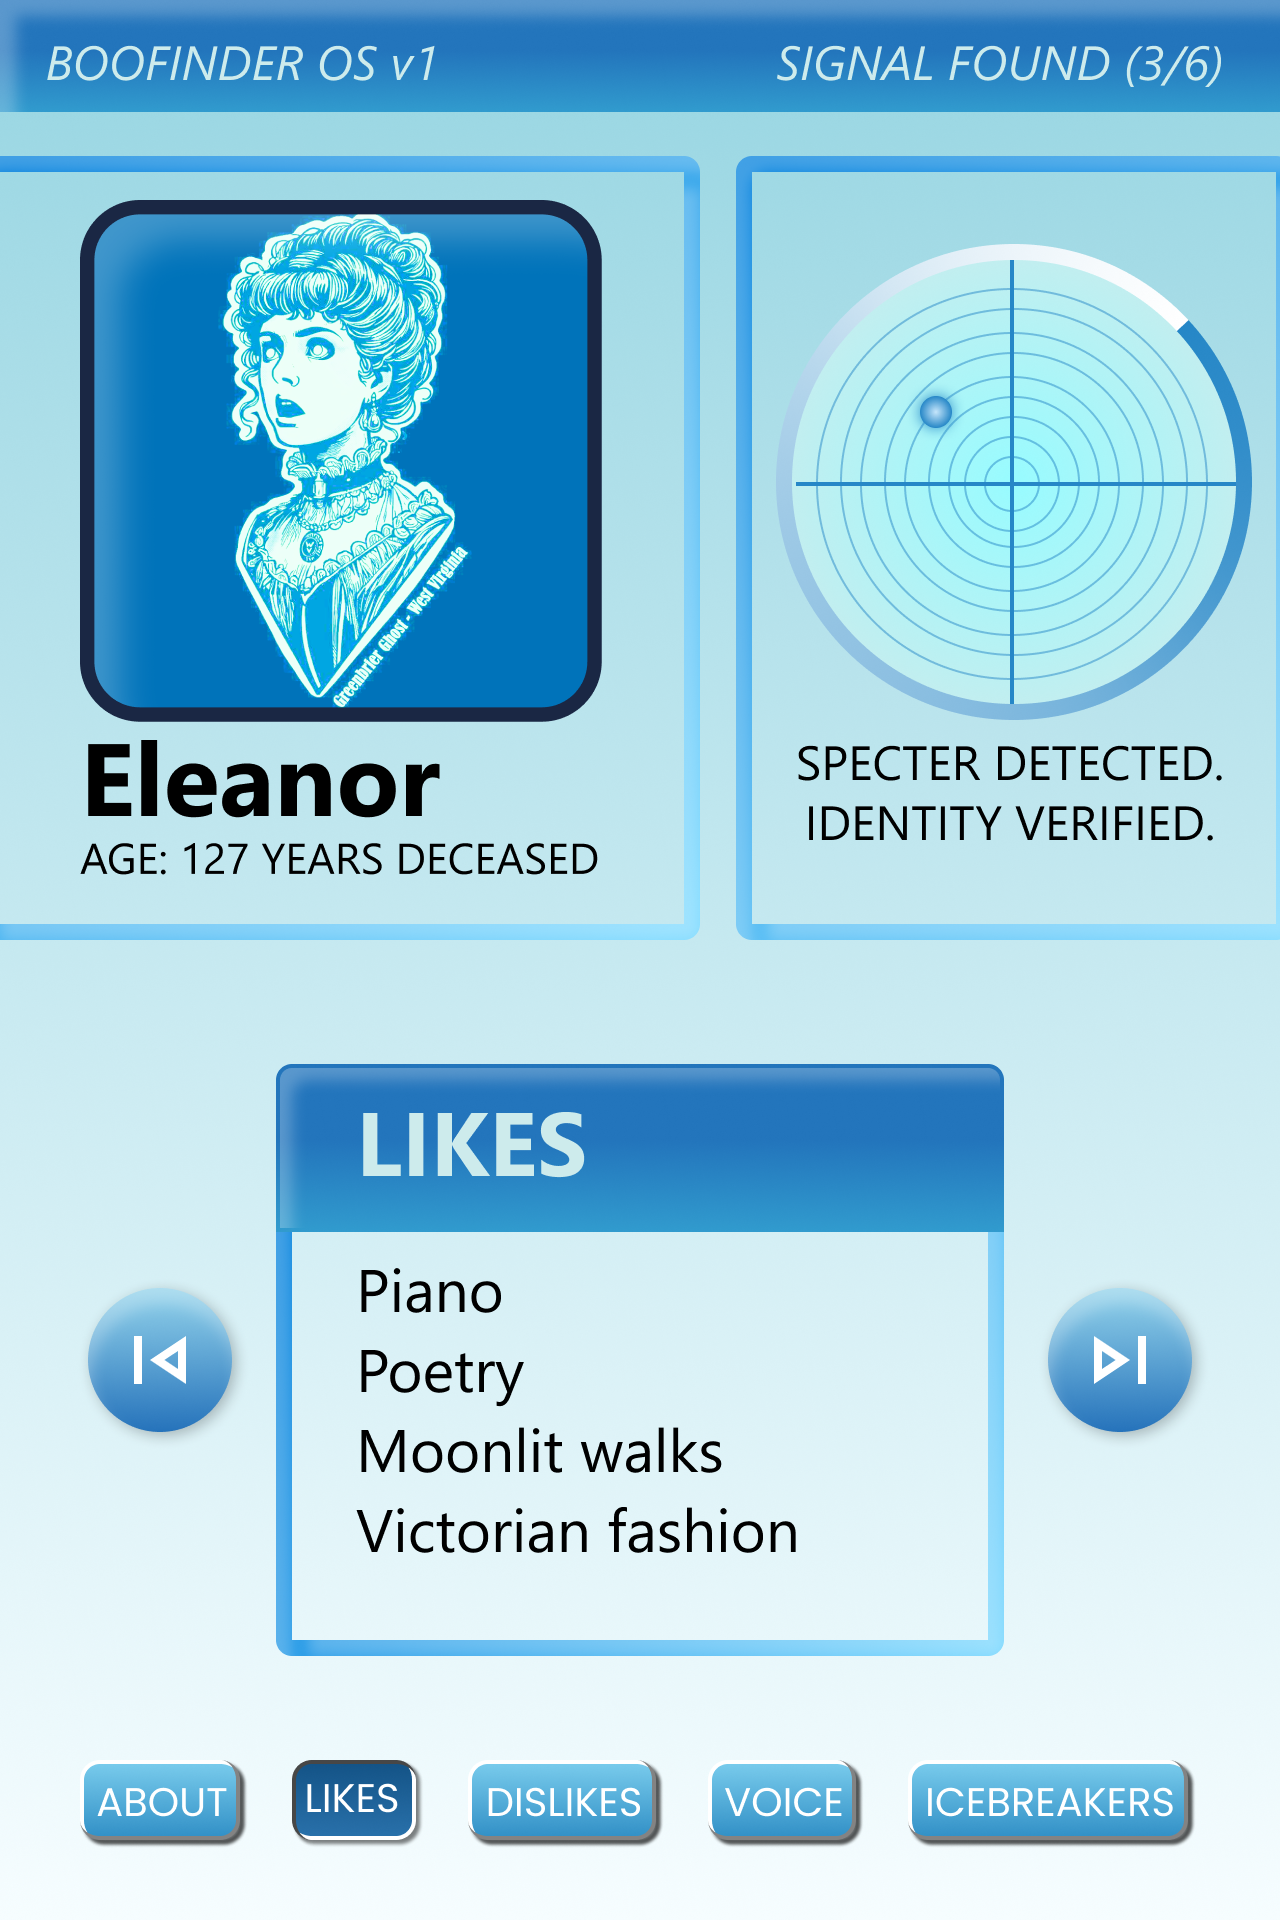 BOOFINDER OS v1
SIGNAL FOUND (3/6)
Greenbrier Ghost - West Virginia
Eleanor
AGE: 127 YEARS DECEASED
SPECTER DETECTED.
IDENTITY VERIFIED.
LIKES
Piano
Poetry
Moonlit walks
Victorian fashion
ABOUT
LIKES
DISLIKES
VOICE
ICEBREAKERS